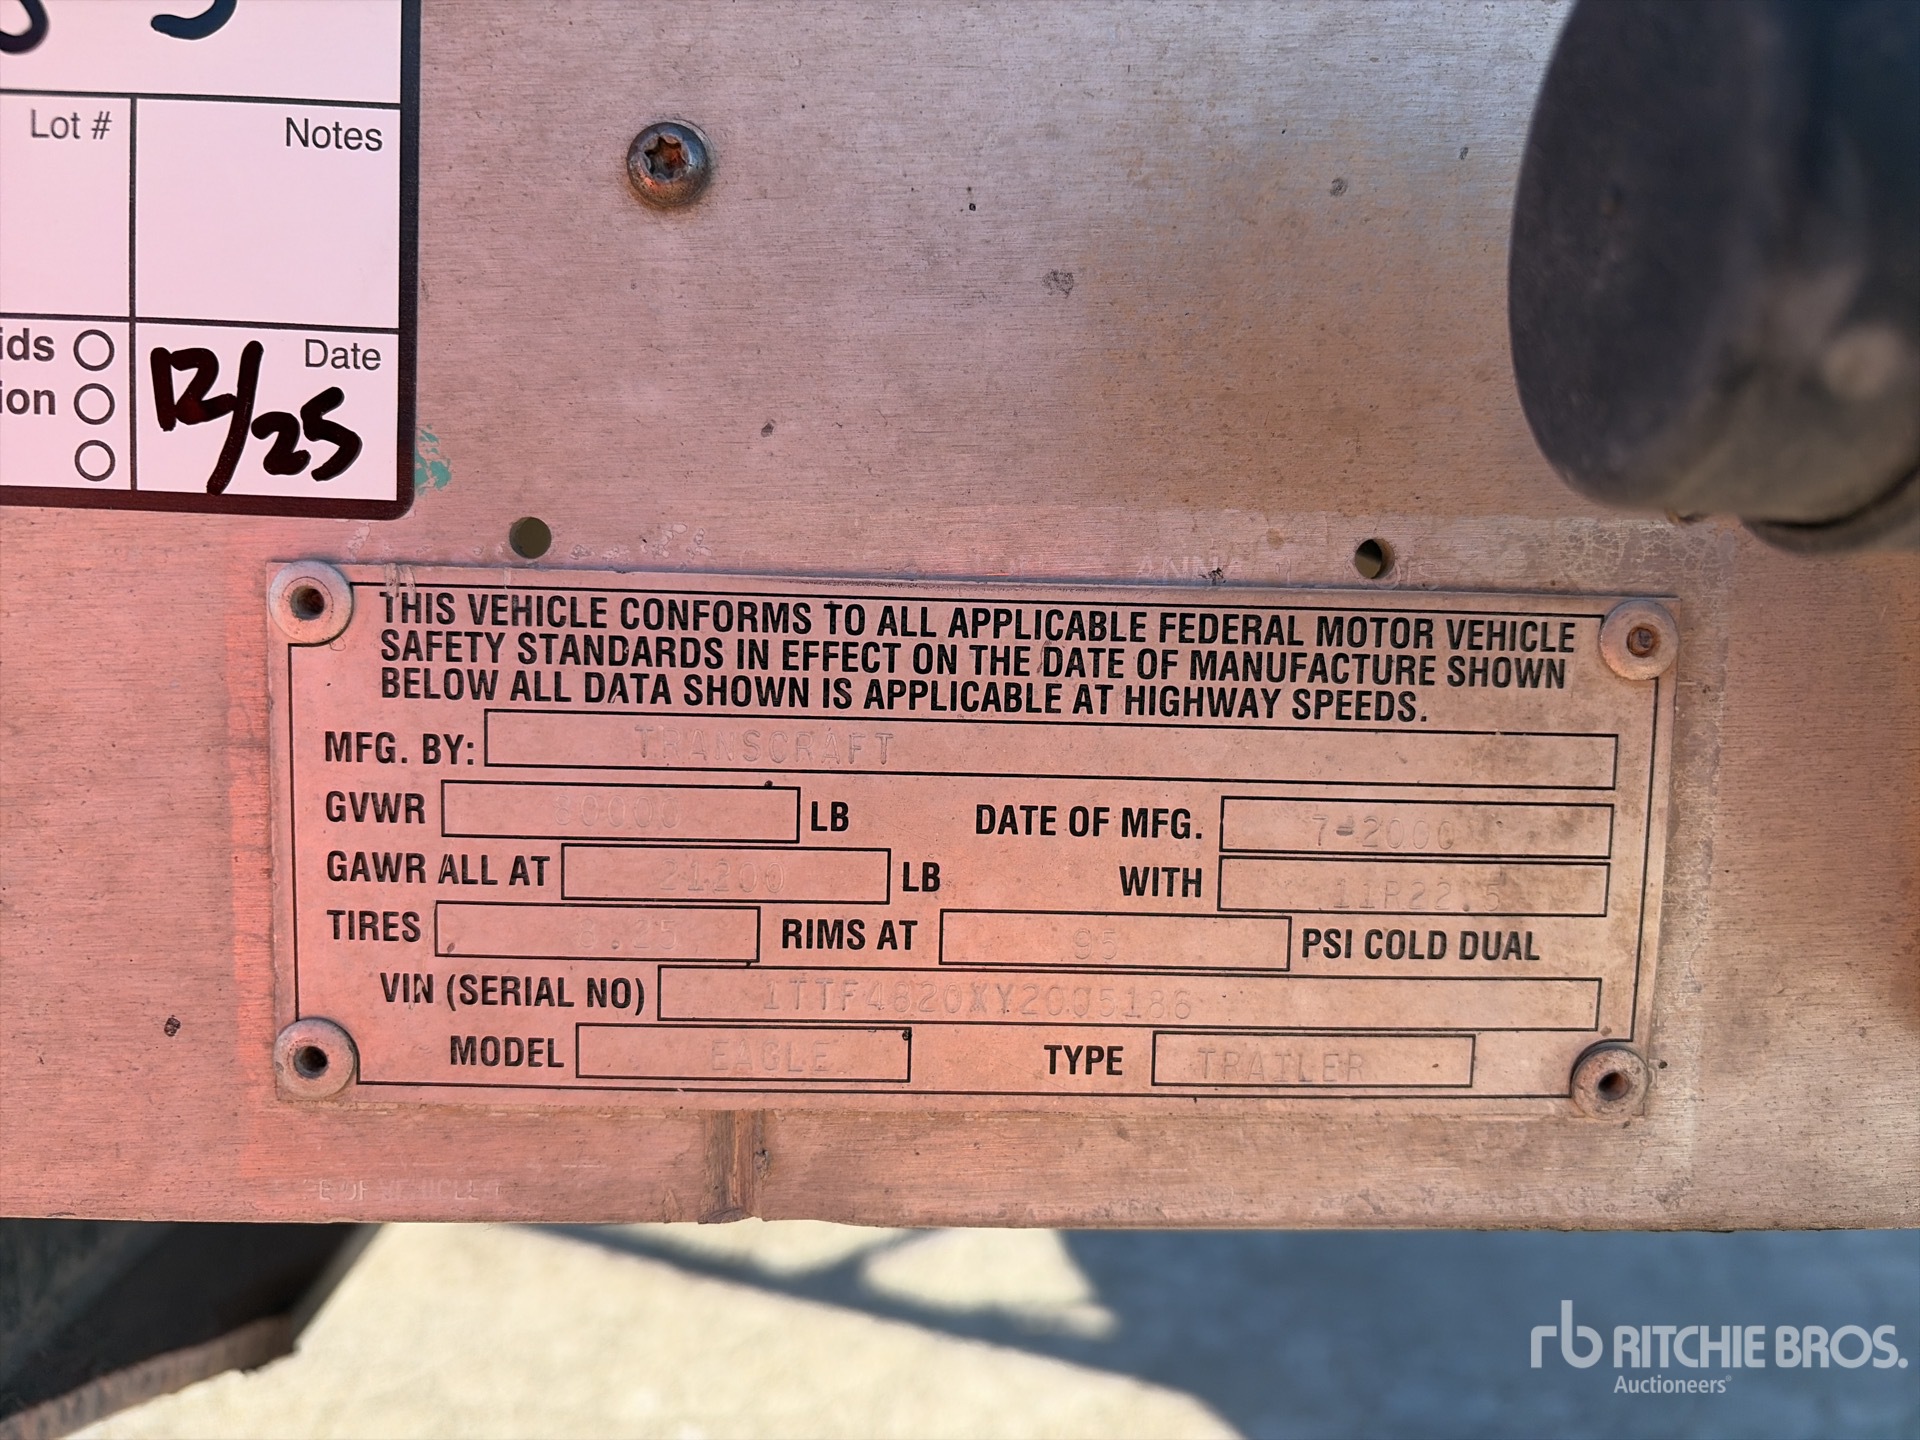 Lot #
Notes
ids
Date
ion
12/25
THIS VEHICLE CONFORMS TO ALL APPLICABLE FEDERAL MOTOR VEHICLE
SAFETY STANDARDS IN EFFECT ON THE DATE OF MANUFACTURE SHOWN
BELOW ALL DATA SHOWN IS APPLICABLE AT HIGHWAY SPEEDS.
MFG. BY: TRANSCRAFT
GVWR 80000 LB DATE OF MFG. 7-2000
GAWR ALL AT 21200 LB WITH 11R22.5
TIRES 8.25 RIMS AT 95 PSI COLD DUAL
VIN (SERIAL NO) 1TTF4820XY2005186
MODEL EAGLE TYPE TRAILER
rb RITCHIE BROS.
Auctioneers